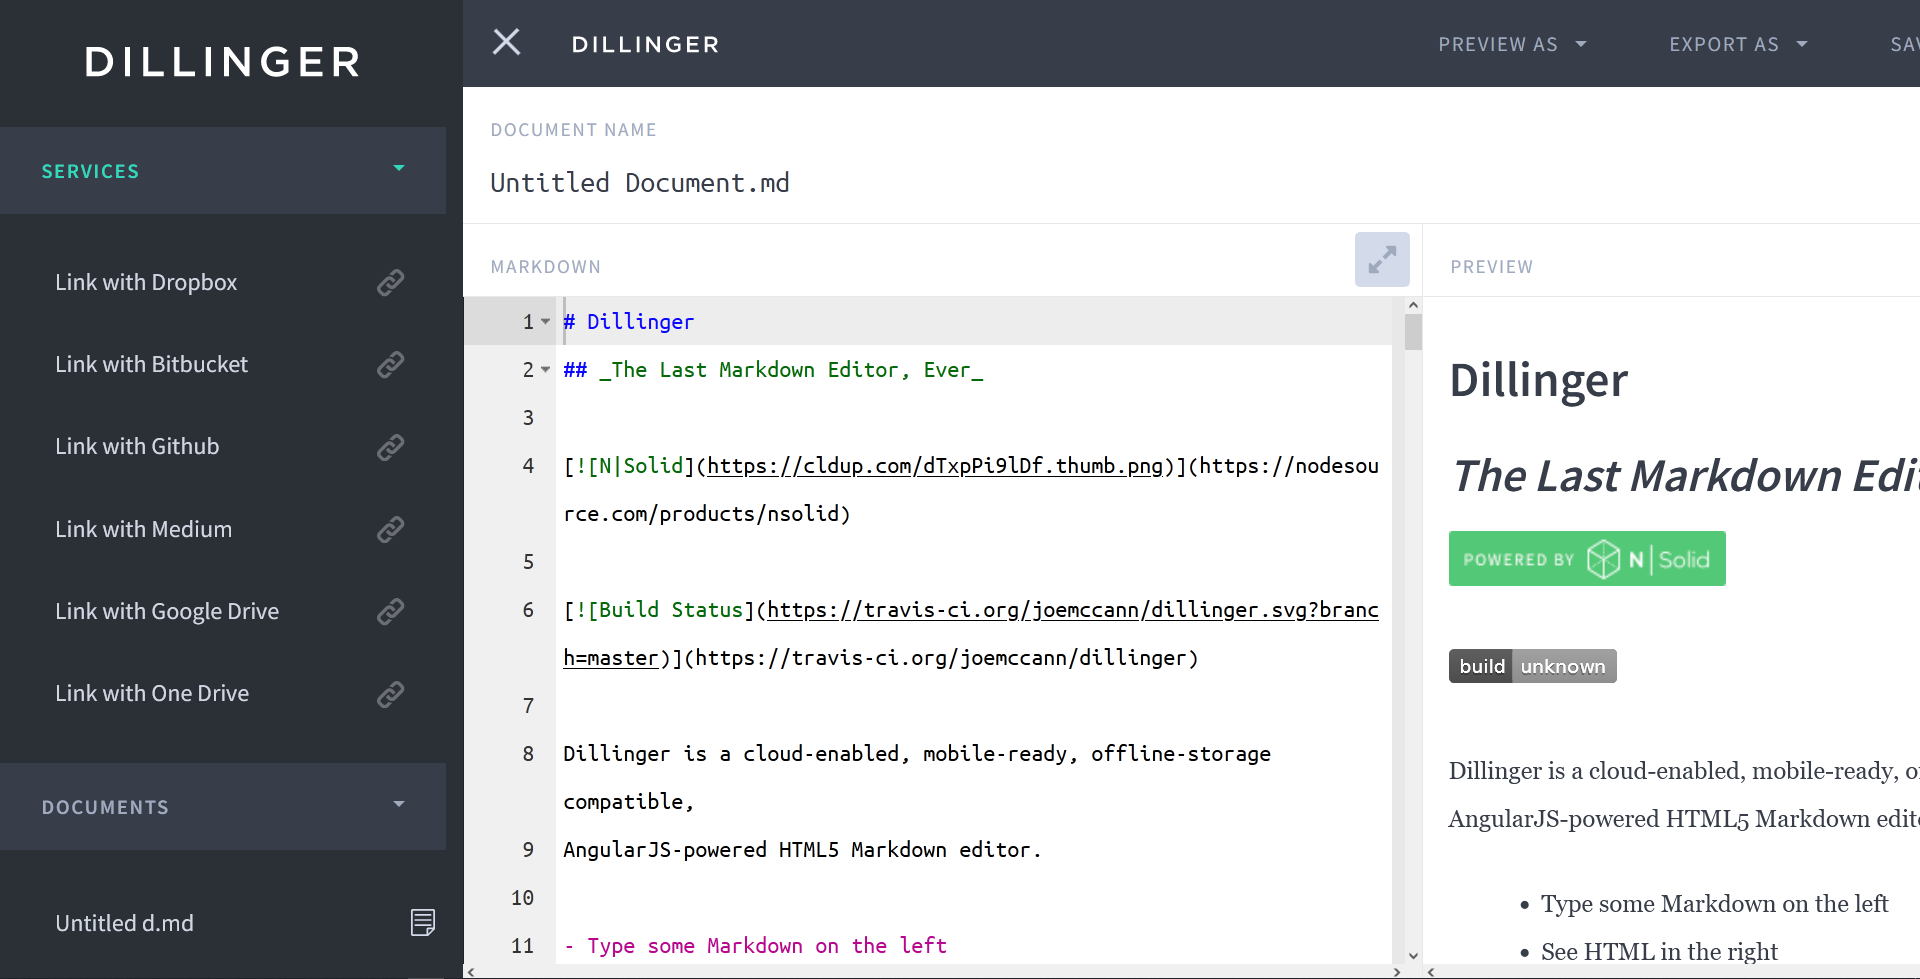 DILLINGER
SERVICES
Link with Dropbox
Link with Bitbucket
Link with Github
Link with Medium
Link with Google Drive
Link with One Drive
DOCUMENTS
Untitled d.md
DILLINGER
PREVIEW AS
EXPORT AS
DOCUMENT NAME
Untitled Document.md
MARKDOWN
1 # Dillinger
2 ## _The Last Markdown Editor, Ever_
3
4 [![N|Solid](https://cldup.com/dTxpPi9lDf.thumb.png)](https://nodesou
rce.com/products/nsolid)
5
6 [![Build Status](https://travis-ci.org/joemccann/dillinger.svg?branc
h=master)](https://travis-ci.org/joemccann/dillinger)
7
8 Dillinger is a cloud-enabled, mobile-ready, offline-storage
compatible,
9 AngularJS-powered HTML5 Markdown editor.
10
11 - Type some Markdown on the left
PREVIEW
Dillinger
The Last Markdown
POWERED BY N|Solid
build unknown
Dillinger is a cloud-enabled, mobile-ready,
AngularJS-powered HTML5 Markdown
• Type some Markdown on the left
• See HTML in the right